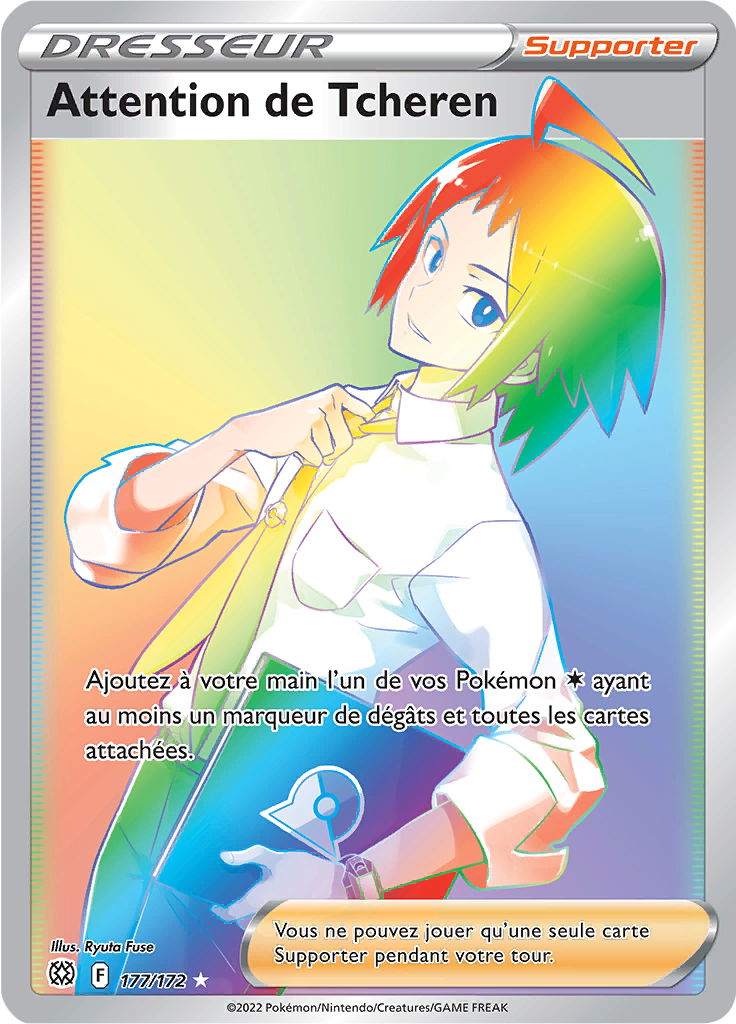 DRESSEUR Supporter
Attention de Tcheren
Ajoutez à votre main l'un de vos Pokémon ✶ ayant
au moins un marqueur de dégâts et toutes les cartes
attachées.
Vous ne pouvez jouer qu'une seule carte
Supporter pendant votre tour.
Illus. Ryuta Fuse
F 177/172 ★
©2022 Pokémon/Nintendo/Creatures/GAME FREAK